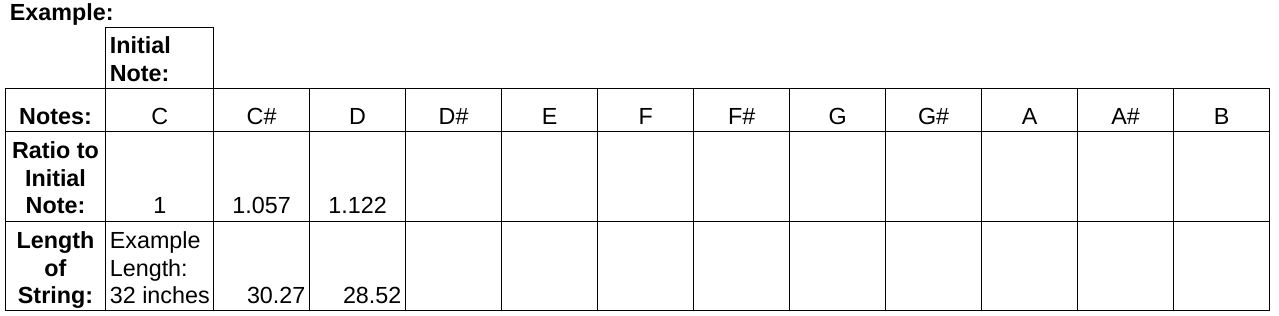 Example:
Initial
Note:
Notes: C C# D D# E F F# G G# A A# B
Ratio to
Initial
Note: 1 1.057 1.122
Length Example
of Length:
String: 32 inches 30.27 28.52